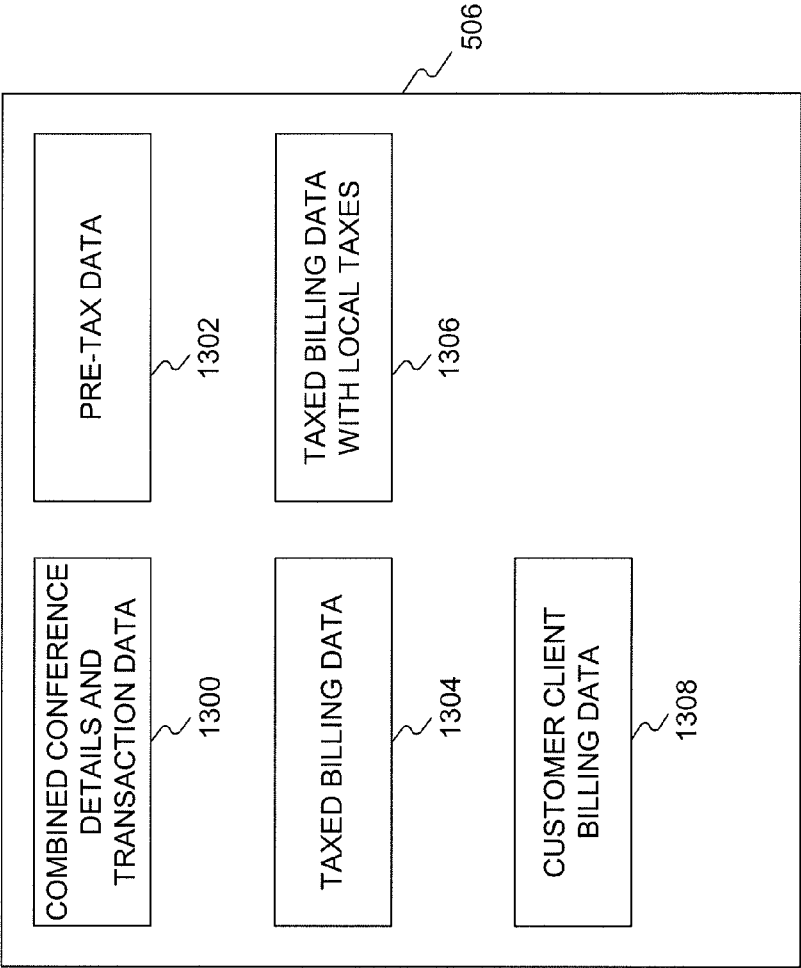 506
COMBINED CONFERENCE
DETAILS AND
TRANSACTION DATA
1300
PRE-TAX DATA
1302
TAXED BILLING DATA
1304
TAXED BILLING DATA
WITH LOCAL TAXES
1306
CUSTOMER CLIENT
BILLING DATA
1308